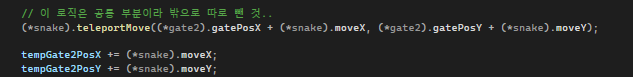 // 이 로직은 공통 부분이라 밖으로 따로 뺀 것..
(*snake).teleportMove((*gate2).gatePosX + (*snake).moveX, (*gate2).gatePosY + (*snake).moveY);
tempGate2PosX += (*snake).moveX;
tempGate2PosY += (*snake).moveY;